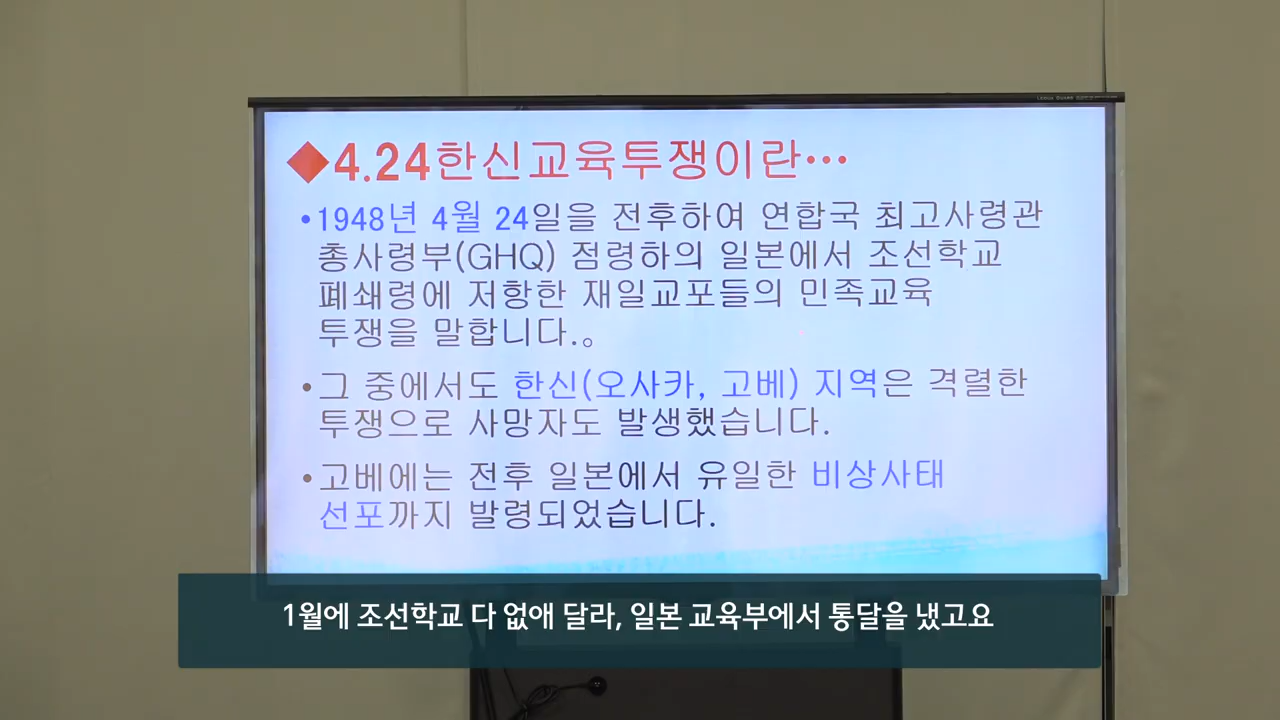 ◆4.24한신교육투쟁이란…
•1948년 4월 24일을 전후하여 연합국 최고사령관
총사령부(GHQ) 점령하의 일본에서 조선학교
폐쇄령에 저항한 재일교포들의 민족교육
투쟁을 말합니다.。
•그 중에서도 한신(오사카, 고베) 지역은 격렬한
투쟁으로 사망자도 발생했습니다.
•고베에는 전후 일본에서 유일한 비상사태
선포까지 발령되었습니다.
1월에 조선학교 다 없애 달라, 일본 교육부에서 통달을 냈고요